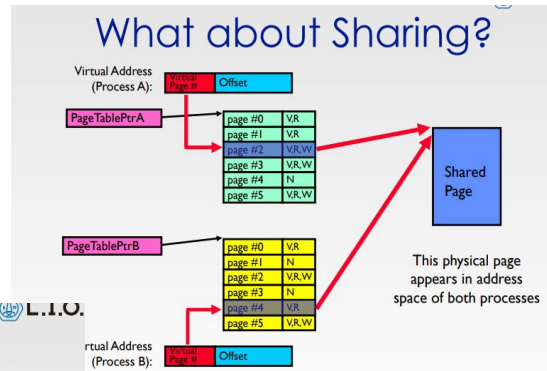 What about Sharing?
Virtual Address
(Process A):
Virtual
Page #
Offset
PageTablePtrA
page #0 V,R
page #1 V,R
page #2 V,R,W
page #3 V,R,W
page #4 N
page #5 V,R,W
Shared
Page
PageTablePtrB
page #0 V,R
page #1 N
page #2 V,R,W
page #3 N
page #4 V,R
page #5 V,R,W
This physical page
appears in address
space of both processes
L.I.O.
rtual Address
(Process B):
Virtual
Page #
Offset